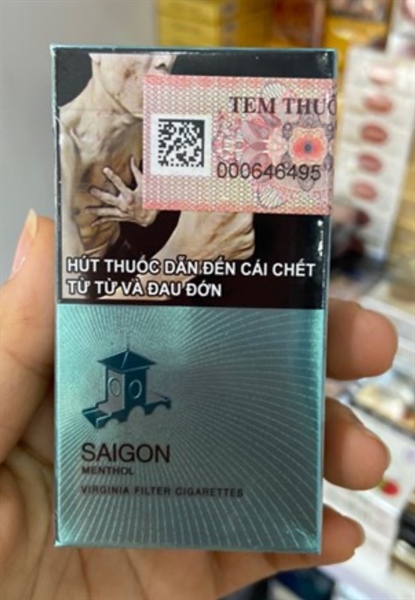 TEM THUỐ
000646495
HÚT THUỐC DẪN ĐẾN CÁI CHẾT
TỪ TỪ VÀ ĐAU ĐỚN
SAIGON
MENTHOL
VIRGINIA FILTER CIGARETTES